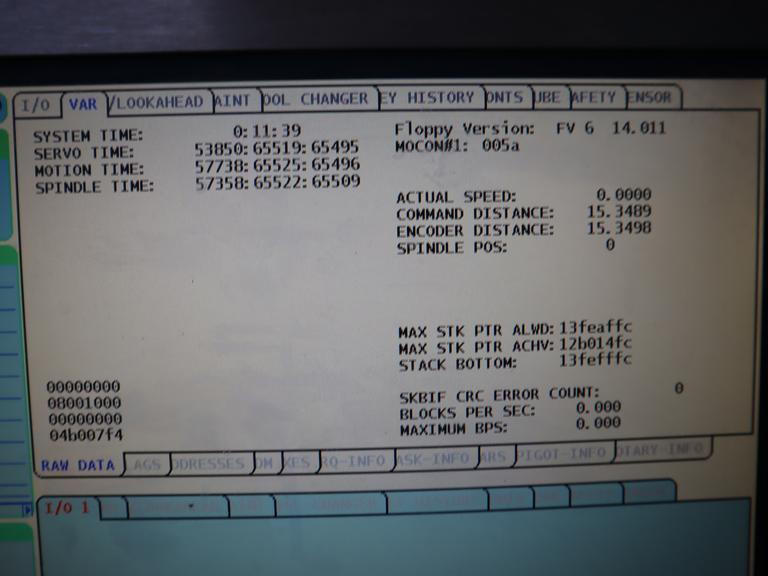 I/O VAR /LOOKAHEAD AINT OOL CHANGER EY HISTORY ONTS UBE AFETY ENSOR
SYSTEM TIME: 0:11:39
SERVO TIME: 53850:65519:65495
MOTION TIME: 57738:65525:65496
SPINDLE TIME: 57358:65522:65509
Floppy Version: FV 6 14.011
MOCON#1: 005a
ACTUAL SPEED: 0.0000
COMMAND DISTANCE: 15.3489
ENCODER DISTANCE: 15.3498
SPINDLE POS: 0
MAX STK PTR ALWD: 13feaffc
MAX STK PTR ACHV: 12b014fc
STACK BOTTOM: 13fefffc
00000000
08001000
00000000
04b007f4
SKBIF CRC ERROR COUNT: 0
BLOCKS PER SEC: 0.000
MAXIMUM BPS: 0.000
RAW DATA AGS DDRESSES OM XES RQ-INFO ASK-INFO ARS PIGOT-INFO OTARY-INFO
I/O 1